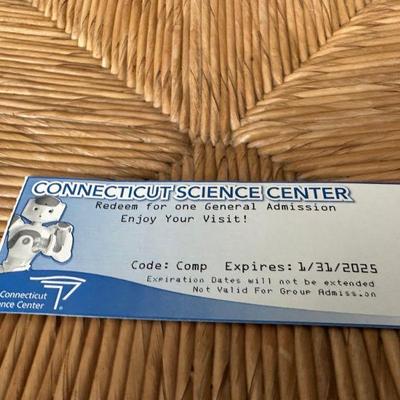 CONNECTICUT SCIENCE CENTER
Redeem for one General Admission
Enjoy Your Visit!
Code: Comp Expires: 1/31/2025
Expiration Dates will not be extended
Not Valid For Group Admission
Connecticut
ence Center